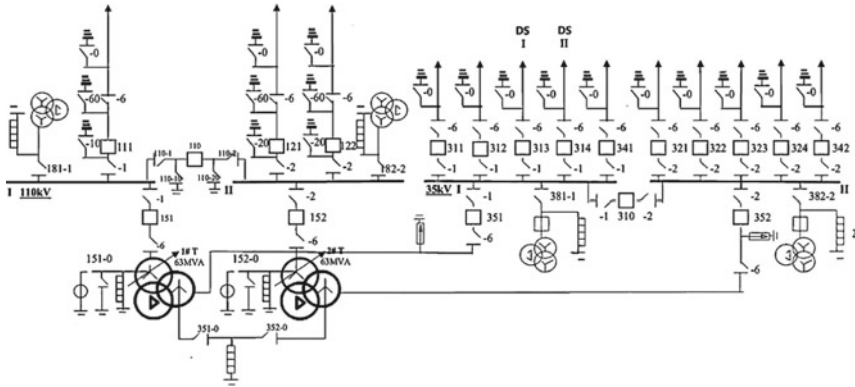 DS DS
I II
-0 -0 -0 -0 -0 -0 -0 -0 -0 -0 -0 -0 -0
-60 -6 -60 -6 -60 -6
-6 -6 -6 -6 -6 -6 -6 -6 -6 -6
-10 111 110-1 110 110-2 -20 121 -20 122 311 312 313 314 341 321 322 323 324 342
181-1 -1 110-10 110-20 -2 -2 182-2 -1 -1 -1 -1 -1 -2 -2 -2 -2 -2
I 110kV II 35kV I II
-1 -2 -1 381-1 -1 310 -2 -2 382-2
151 152 351 352
-6 -6 -6
1# T 2# T
63MVA 63MVA
151-0 152-0 -6
351-0 352-0